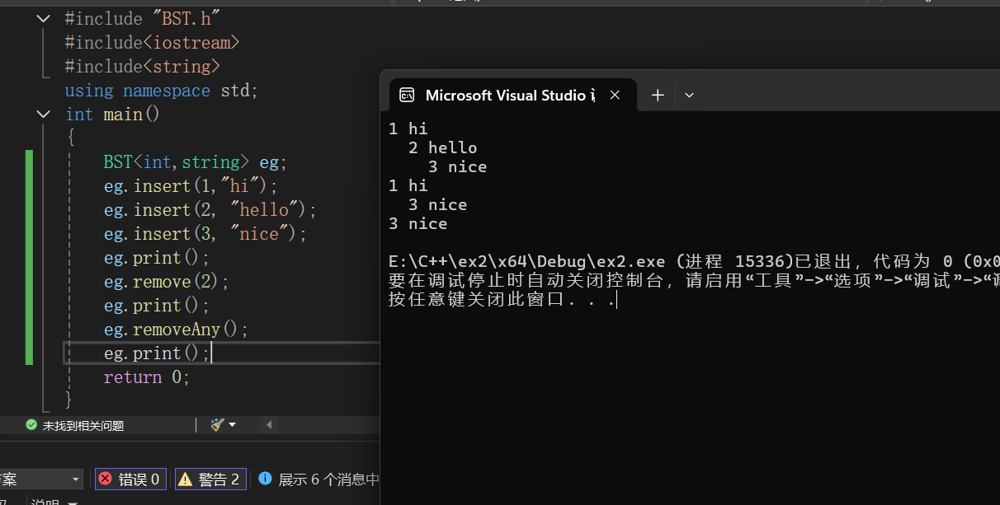 #include "BST.h"
#include<iostream>
#include<string>
using namespace std;
int main()
{
BST<int,string> eg;
eg.insert(1,"hi");
eg.insert(2, "hello");
eg.insert(3, "nice");
eg.print();
eg.remove(2);
eg.print();
eg.removeAny();
eg.print();
return 0;
}
未找到相关问题
案
错误 0
警告 2
展示 6 个消息中
说明
Microsoft Visual Studio
1 hi
2 hello
3 nice
1 hi
3 nice
3 nice
E:\C++\ex2\x64\Debug\ex2.exe (进程 15336)已退出，代码为 0 (0x0
要在调试停止时自动关闭控制台，请启用“工具”->“选项”->“调试”->“
按任意键关闭此窗口. . .